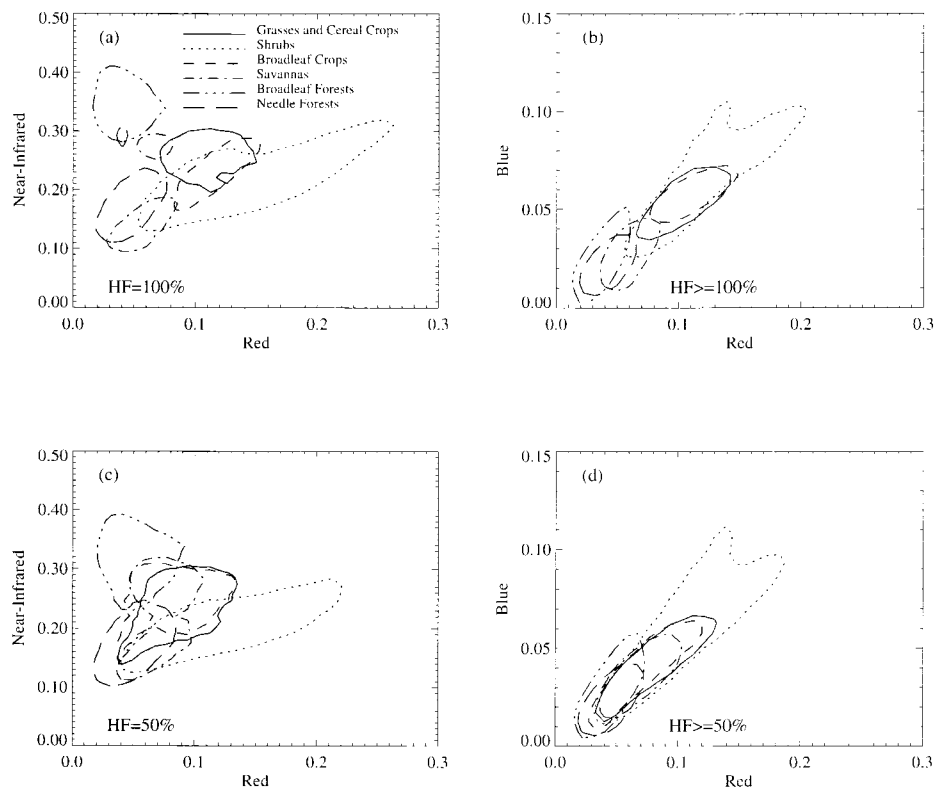 (a)
Grasses and Cereal Crops
Shrubs
Broadleaf Crops
Savannas
Broadleaf Forests
Needle Forests
0.50
0.40
0.30
0.20
0.10
0.00
Near-Infrared
HF=100%
0.0 0.1 0.2 0.3
Red
(b)
0.15
0.10
0.05
0.00
Blue
HF>=100%
0.0 0.1 0.2 0.3
Red
(c)
0.50
0.40
0.30
0.20
0.10
0.00
Near-Infrared
HF=50%
0.0 0.1 0.2 0.3
Red
(d)
0.15
0.10
0.05
0.00
Blue
HF>=50%
0.0 0.1 0.2 0.3
Red